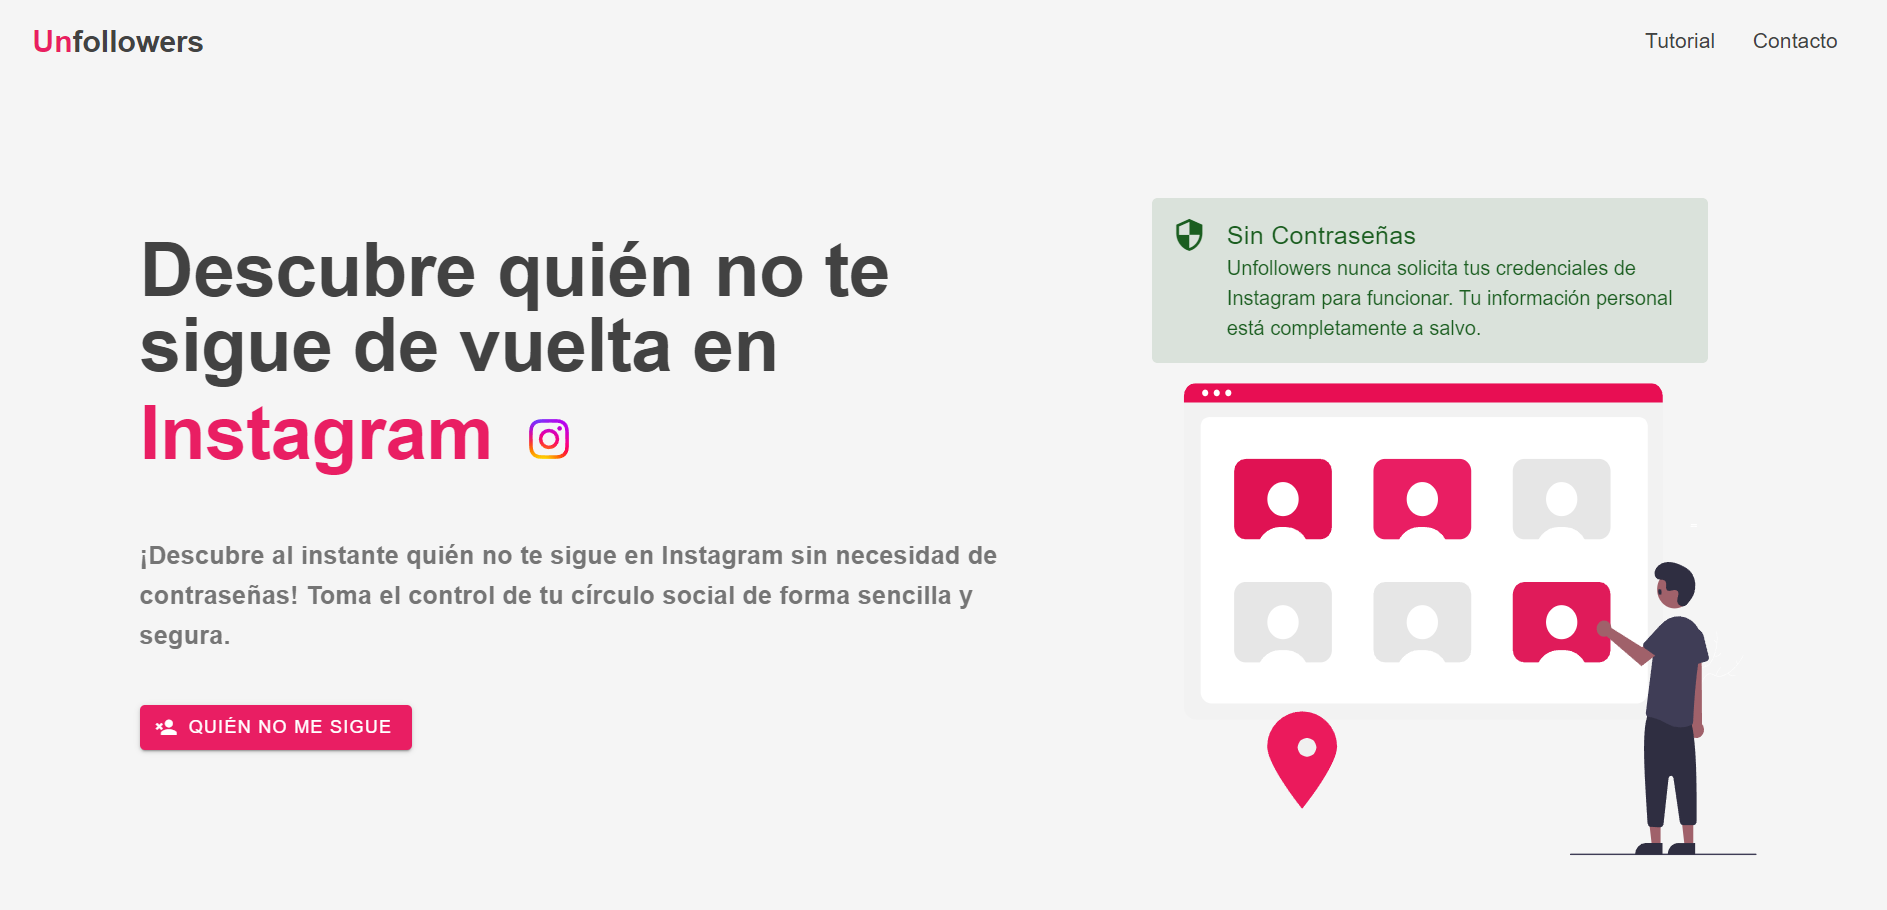 Unfollowers
Tutorial
Contacto
Descubre quién no te
sigue de vuelta en
Instagram
¡Descubre al instante quién no te sigue en Instagram sin necesidad de
contraseñas! Toma el control de tu círculo social de forma sencilla y
segura.
QUIÉN NO ME SIGUE
Sin Contraseñas
Unfollowers nunca solicita tus credenciales de
Instagram para funcionar. Tu información personal
está completamente a salvo.